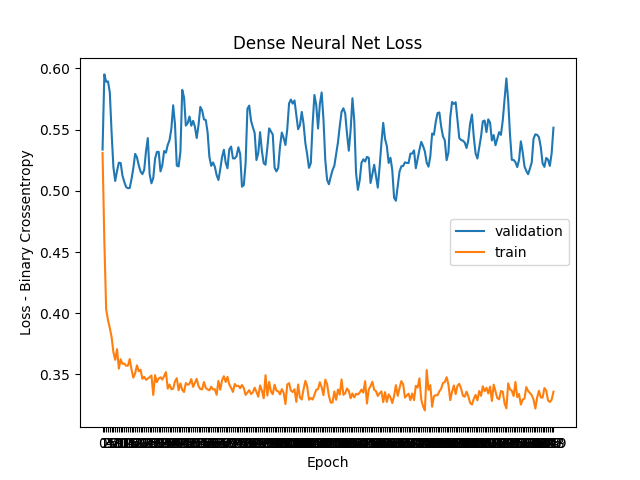 Dense Neural Net Loss
Loss - Binary Crossentropy
0.60
0.55
0.50
0.45
0.40
0.35
validation
train
Epoch